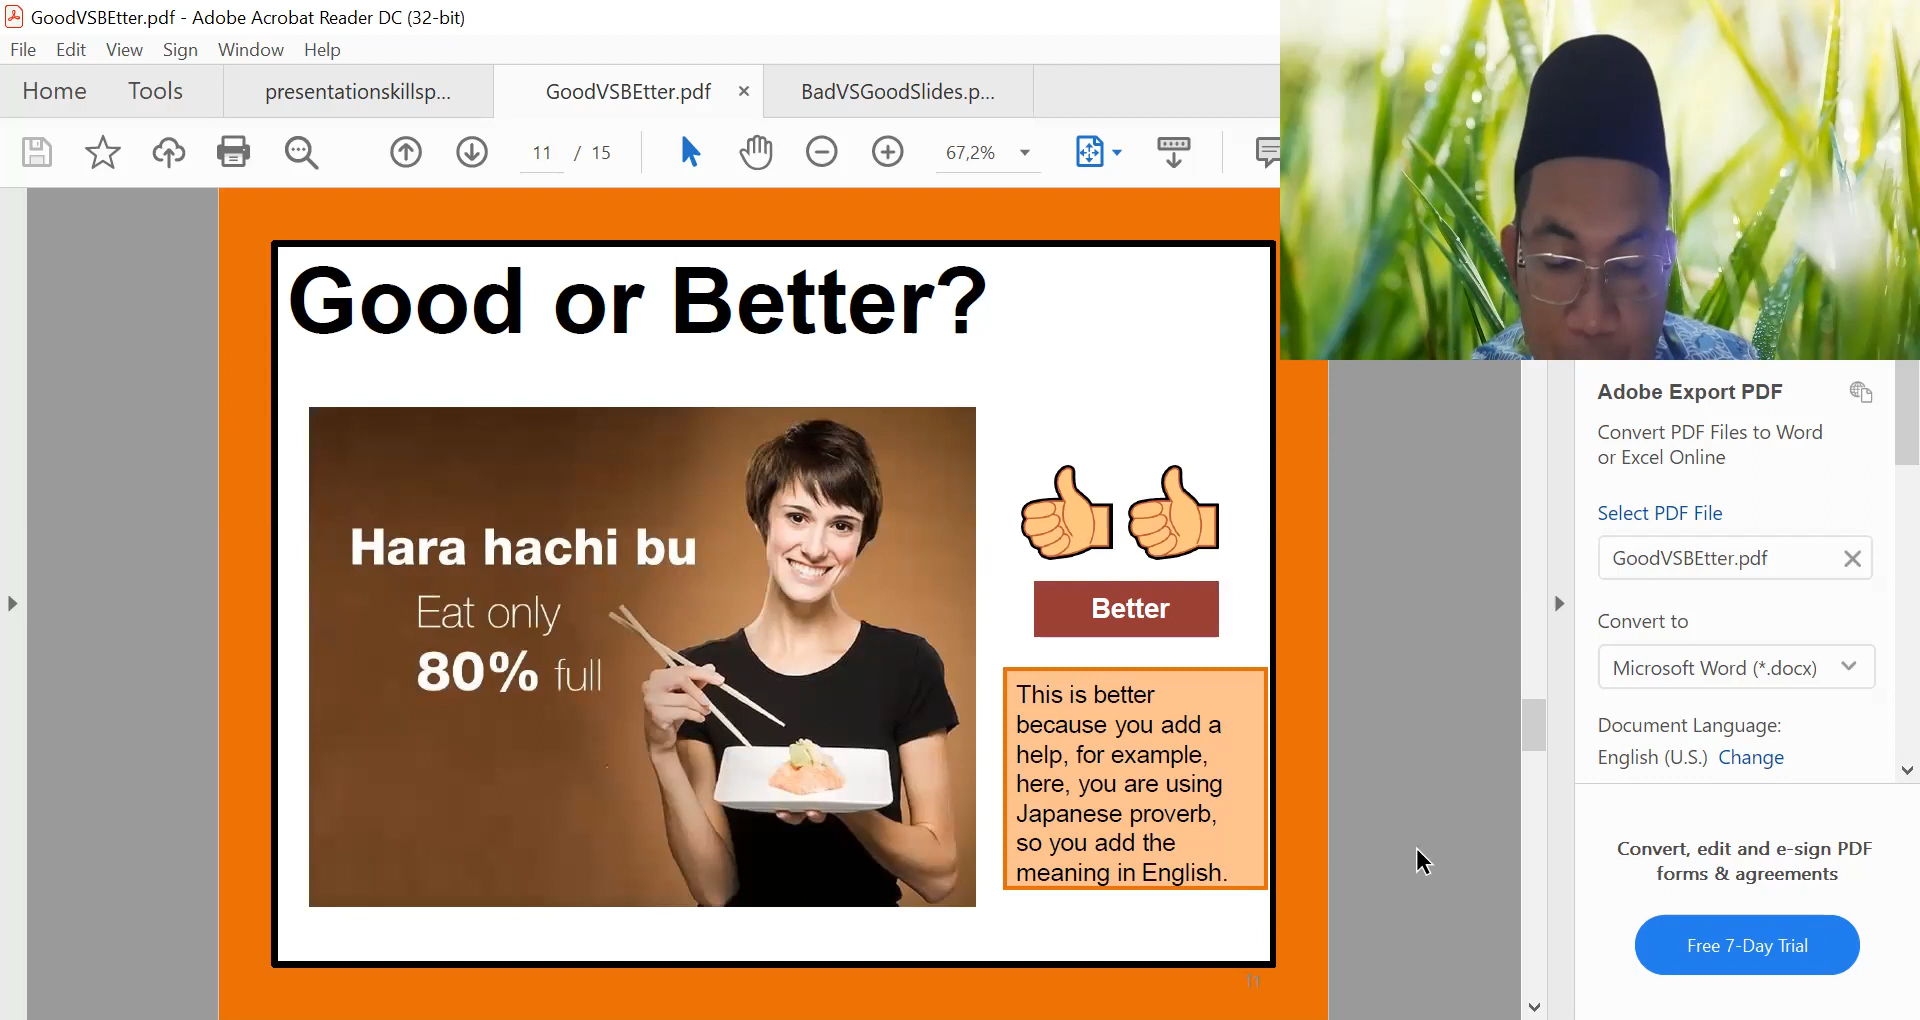 GoodVSBEtter.pdf - Adobe Acrobat Reader DC (32-bit)
File Edit View Sign Window Help
Home Tools presentationskillsp... GoodVSBEtter.pdf × BadVSGoodSlides.p...
11 / 15 67,2%
Good or Better?
Hara hachi bu
Eat only
80% full
Better
This is better
because you add a
help, for example,
here, you are using
Japanese proverb,
so you add the
meaning in English.
11
Adobe Export PDF
Convert PDF Files to Word
or Excel Online
Select PDF File
GoodVSBEtter.pdf
Convert to
Microsoft Word (*.docx)
Document Language:
English (U.S.) Change
Convert, edit and e-sign PDF
forms & agreements
Free 7-Day Trial